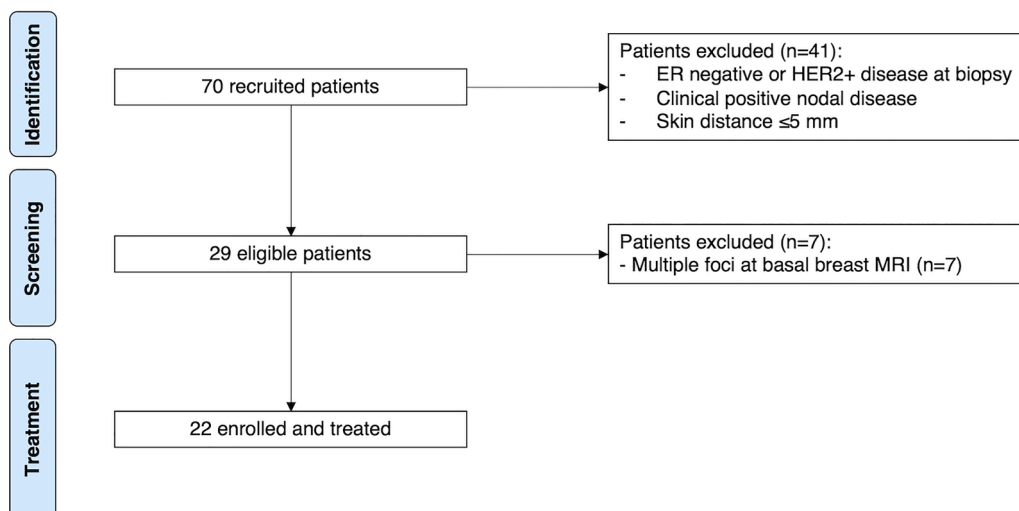 Identification
70 recruited patients
Patients excluded (n=41):
- ER negative or HER2+ disease at biopsy
- Clinical positive nodal disease
- Skin distance ≤5 mm
Screening
29 eligible patients
Patients excluded (n=7):
- Multiple foci at basal breast MRI (n=7)
Treatment
22 enrolled and treated